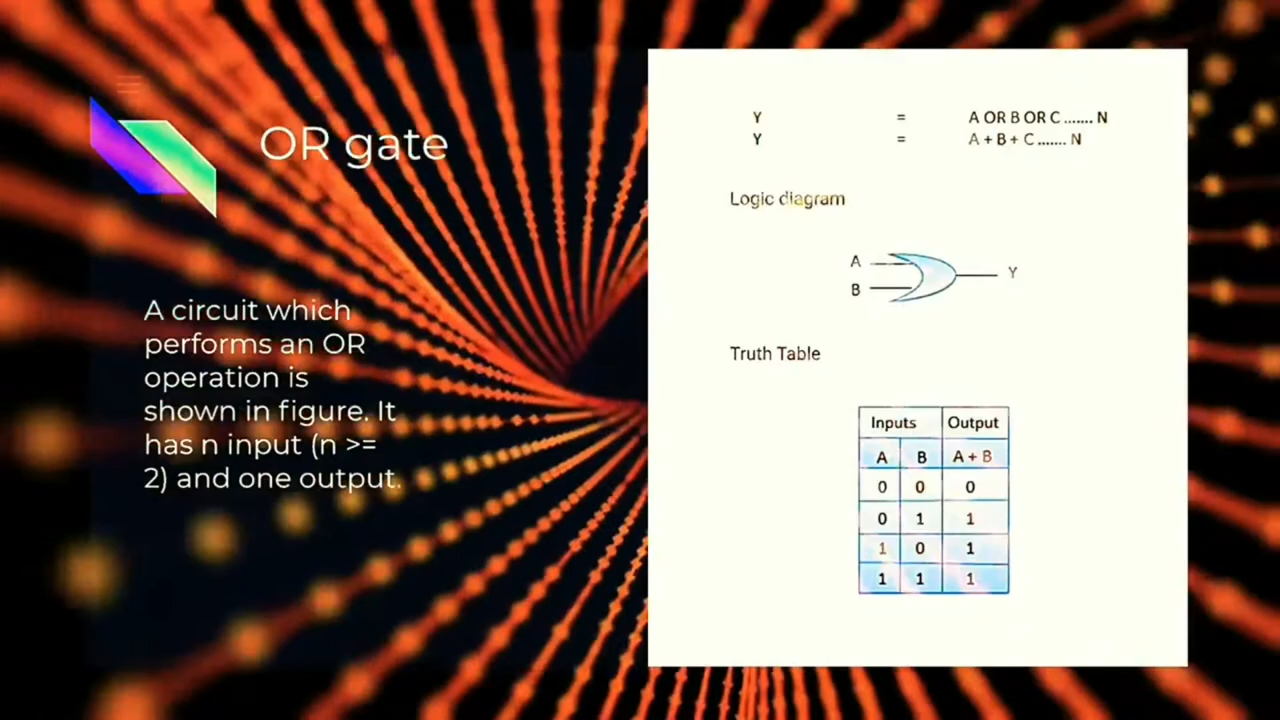 OR gate
A circuit which
performs an OR
operation is
shown in figure. It
has n input (n >=
2) and one output.
Y = A OR B OR C ....... N
Y = A + B + C ....... N
Logic diagram
A
B
Y
Truth Table
Inputs Output
A B A + B
0 0 0
0 1 1
1 0 1
1 1 1